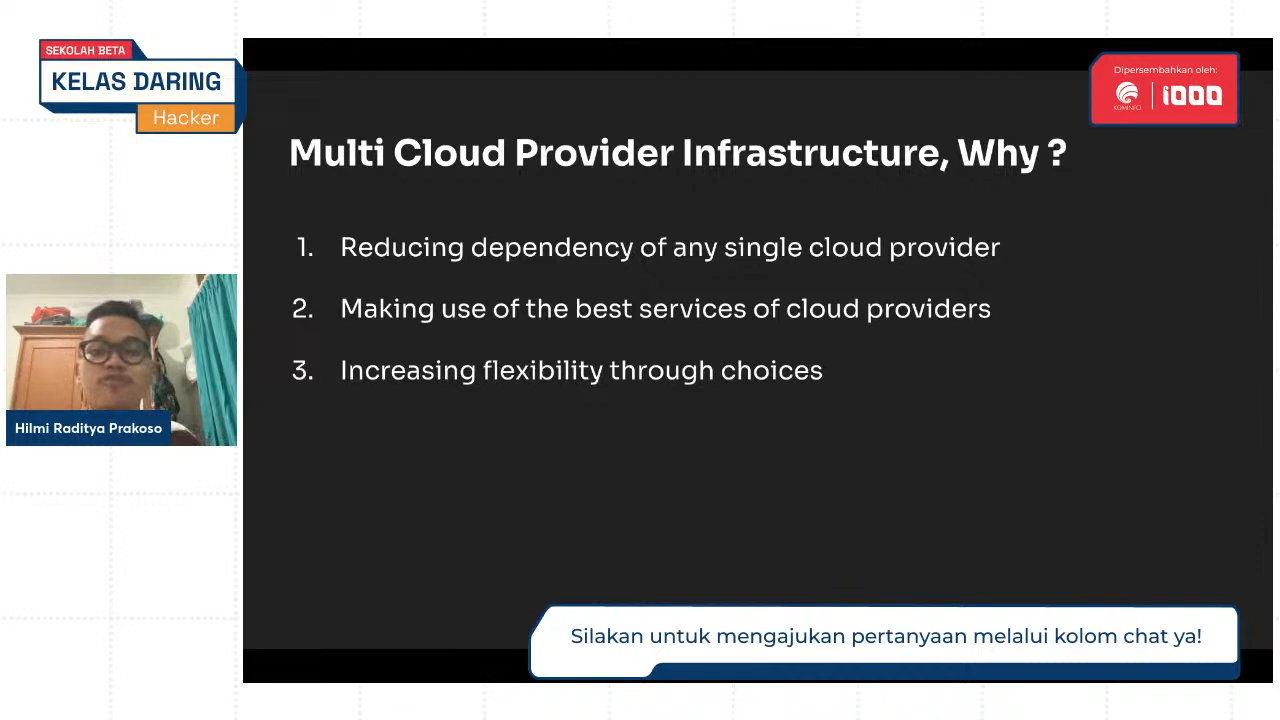 SEKOLAH BETA
KELAS DARING
Hacker
Dipersembahkan oleh:
KOMINFO
1000
Multi Cloud Provider Infrastructure, Why ?
1. Reducing dependency of any single cloud provider
2. Making use of the best services of cloud providers
3. Increasing flexibility through choices
Hilmi Raditya Prakoso
Silakan untuk mengajukan pertanyaan melalui kolom chat ya!